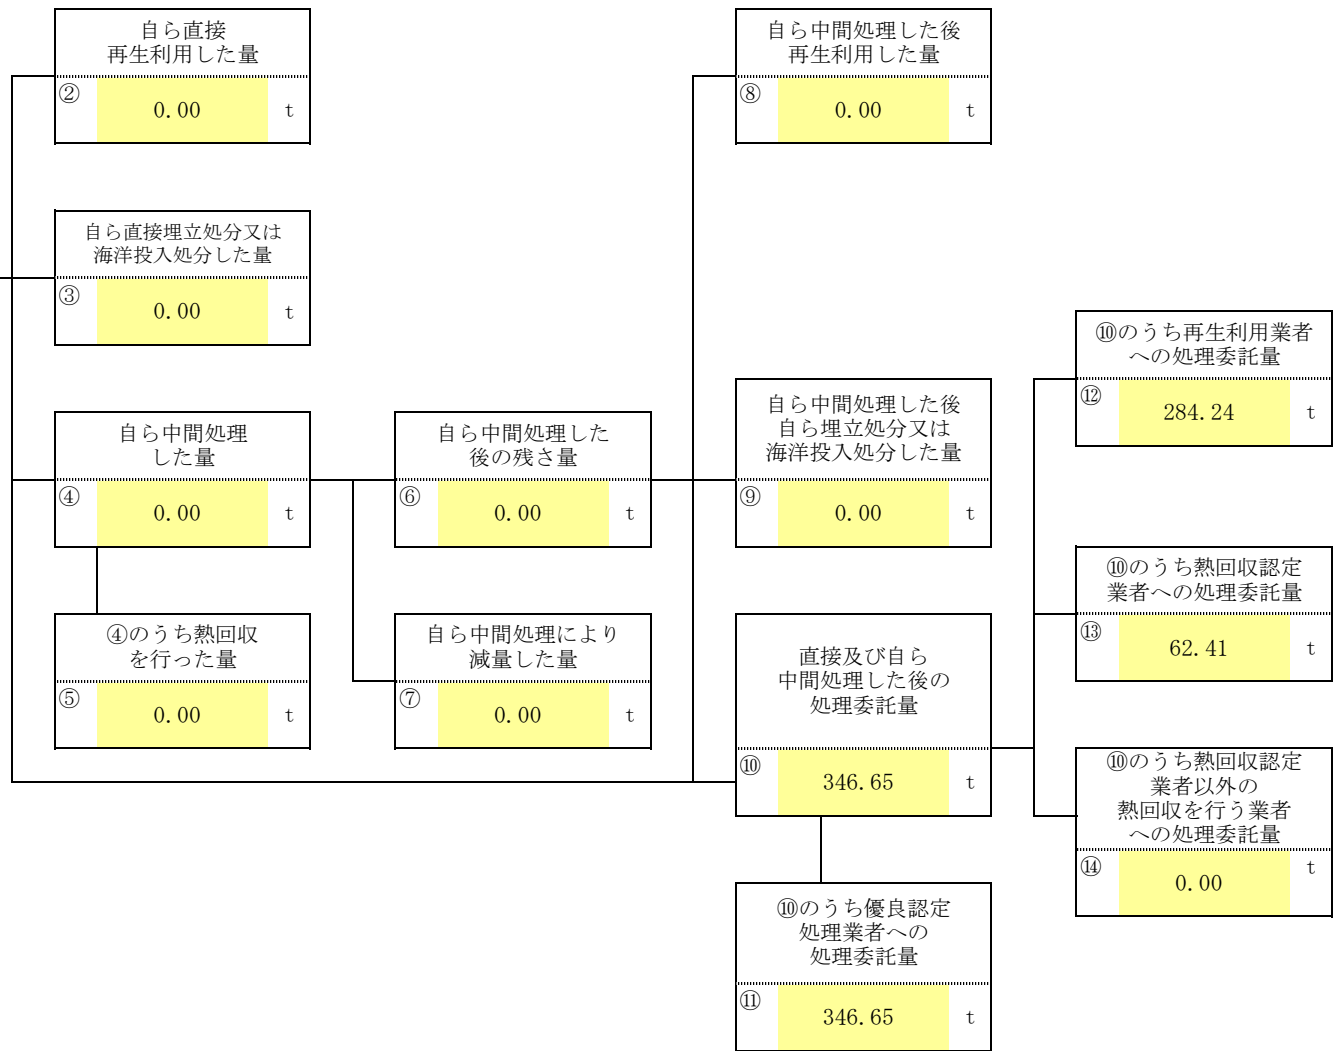 自ら直接
再生利用した量
②
0.00 t
自ら直接埋立処分又は
海洋投入処分した量
③
0.00 t
自ら中間処理
した量
④
0.00 t
④のうち熱回収
を行った量
⑤
0.00 t
自ら中間処理した
後の残さ量
⑥
0.00 t
自ら中間処理により
減量した量
⑦
0.00 t
自ら中間処理した後
再生利用した量
⑧
0.00 t
自ら中間処理した後
自ら埋立処分又は
海洋投入処分した量
⑨
0.00 t
直接及び自ら
中間処理した後の
処理委託量
⑩
346.65 t
⑩のうち優良認定
処理業者への
処理委託量
⑪
346.65 t
⑩のうち再生利用業者
への処理委託量
⑫
284.24 t
⑩のうち熱回収認定
業者への処理委託量
⑬
62.41 t
⑩のうち熱回収認定
業者以外の
熱回収を行う業者
への処理委託量
⑭
0.00 t